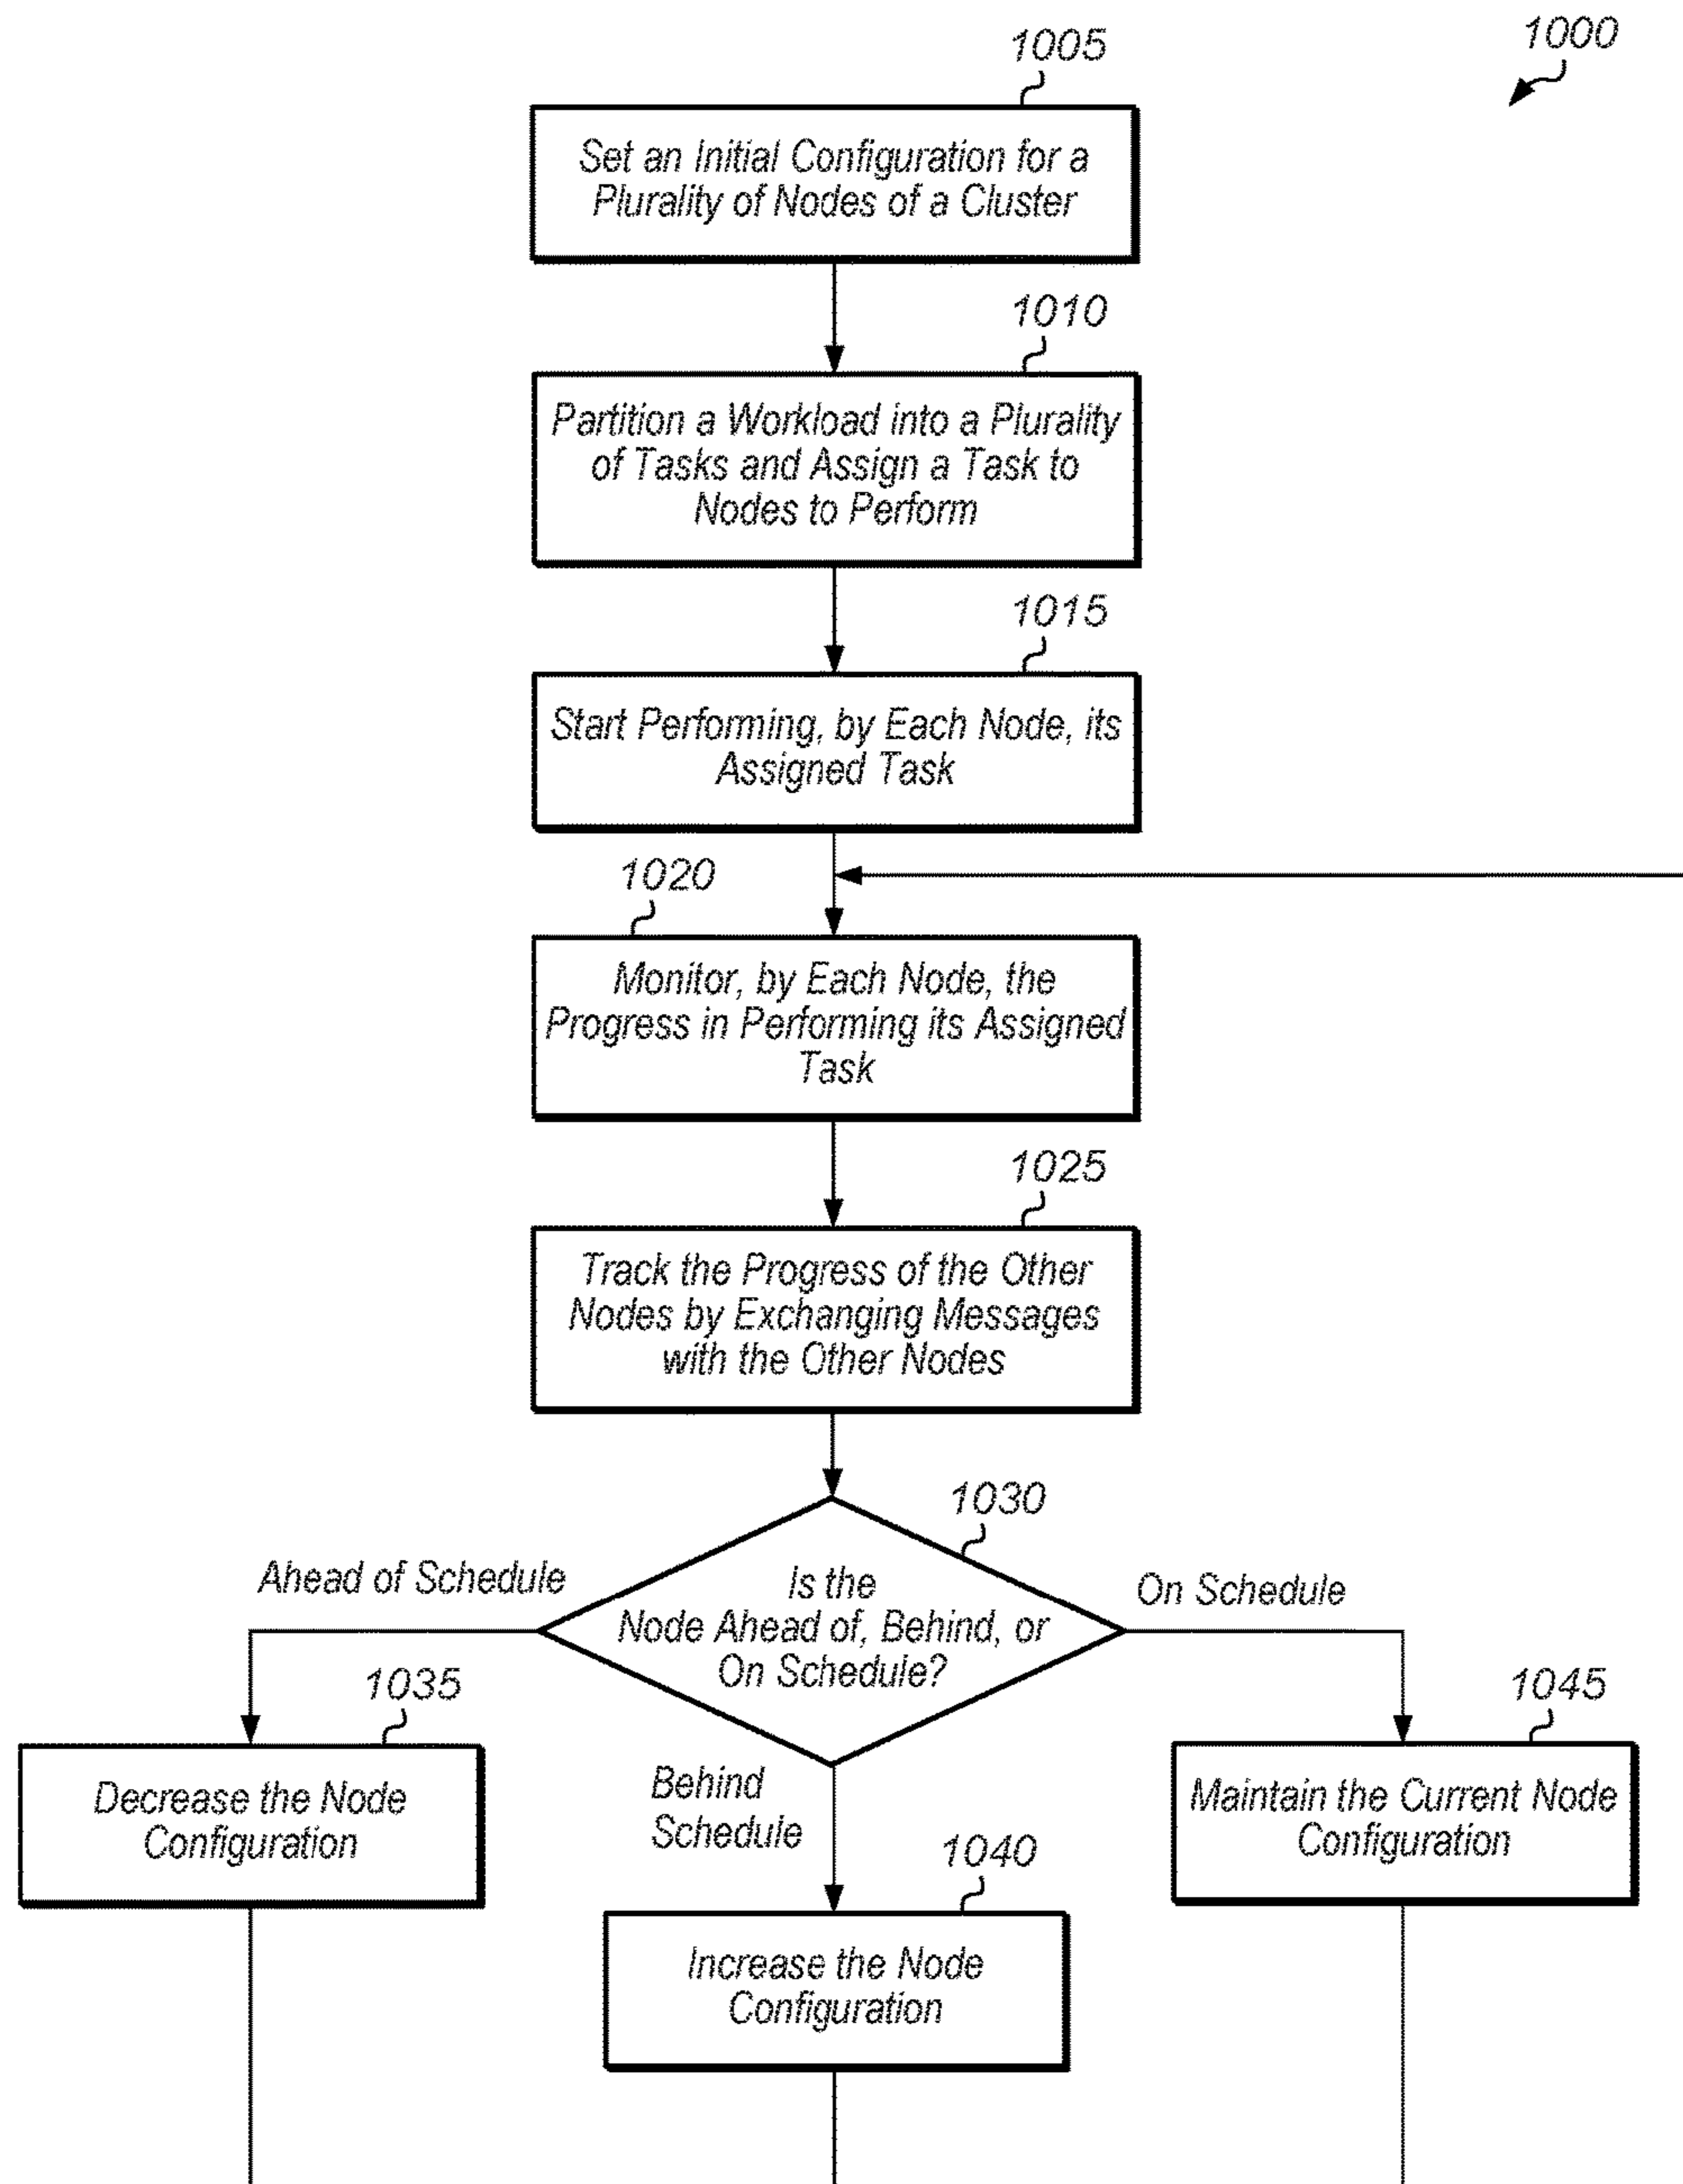 1000
1005
Set an Initial Configuration for a
Plurality of Nodes of a Cluster
1010
Partition a Workload into a Plurality
of Tasks and Assign a Task to
Nodes to Perform
1015
Start Performing, by Each Node, its
Assigned Task
1020
Monitor, by Each Node, the
Progress in Performing its Assigned
Task
1025
Track the Progress of the Other
Nodes by Exchanging Messages
with the Other Nodes
1030
Is the
Node Ahead of, Behind, or
On Schedule?
Ahead of Schedule
On Schedule
1035
Decrease the Node
Configuration
Behind
Schedule
1040
Increase the Node
Configuration
1045
Maintain the Current Node
Configuration